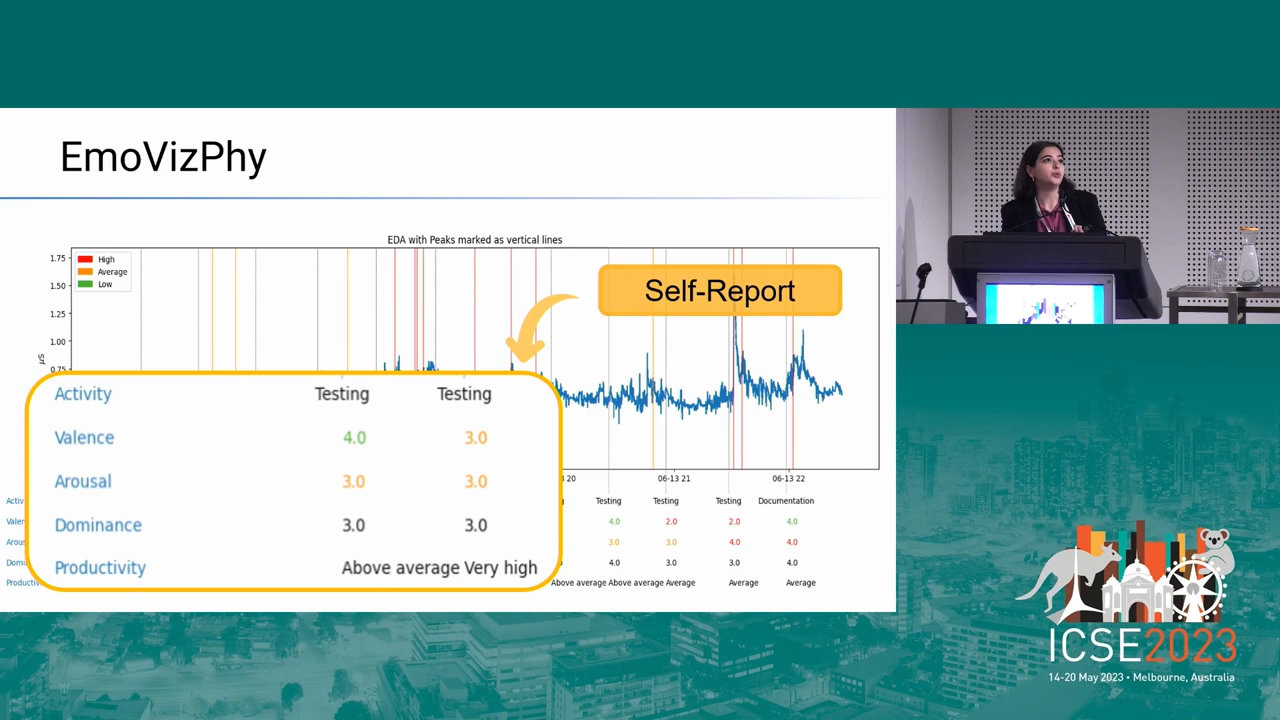 EmoVizPhy
EDA with Peaks marked as vertical lines
High
Average
Low
1.75
1.50
1.25
1.00
0.75
μS
Self-Report
Activity Testing Testing
Valence 4.0 3.0
Arousal 3.0 3.0
Dominance 3.0 3.0
Productivity Above average Very high
20 06-13 21 06-13 22
Testing Testing Testing Documentation
4.0 2.0 2.0 4.0
3.0 3.0 4.0 4.0
4.0 3.0 3.0 4.0
Above average Above average Average Average Average
ICSE2023
14-20 May 2023 • Melbourne, Australia